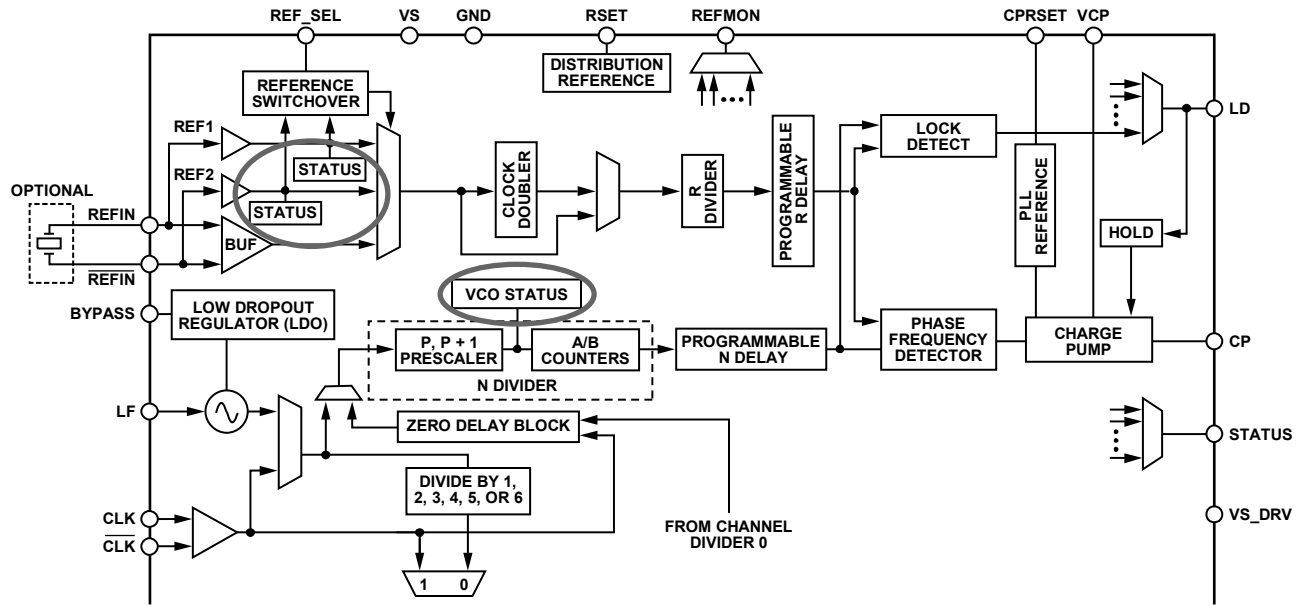 REF_SEL
VS
GND
RSET
REFMON
CPRSET
VCP
DISTRIBUTION
REFERENCE
REFERENCE
SWITCHOVER
LD
REF1
STATUS
LOCK
DETECT
OPTIONAL
REF2
STATUS
CLOCK
DOUBLER
R
DIVIDER
PROGRAMMABLE
R DELAY
PLL
REFERENCE
HOLD
REFIN
BUF
REFIN
VCO STATUS
BYPASS
LOW DROPOUT
REGULATOR (LDO)
P, P + 1
PRESCALER
A/B
COUNTERS
N DIVIDER
PROGRAMMABLE
N DELAY
PHASE
FREQUENCY
DETECTOR
CHARGE
PUMP
CP
LF
ZERO DELAY BLOCK
STATUS
DIVIDE BY 1,
2, 3, 4, 5, OR 6
CLK
CLK
FROM CHANNEL
DIVIDER 0
VS_DRV
1 0